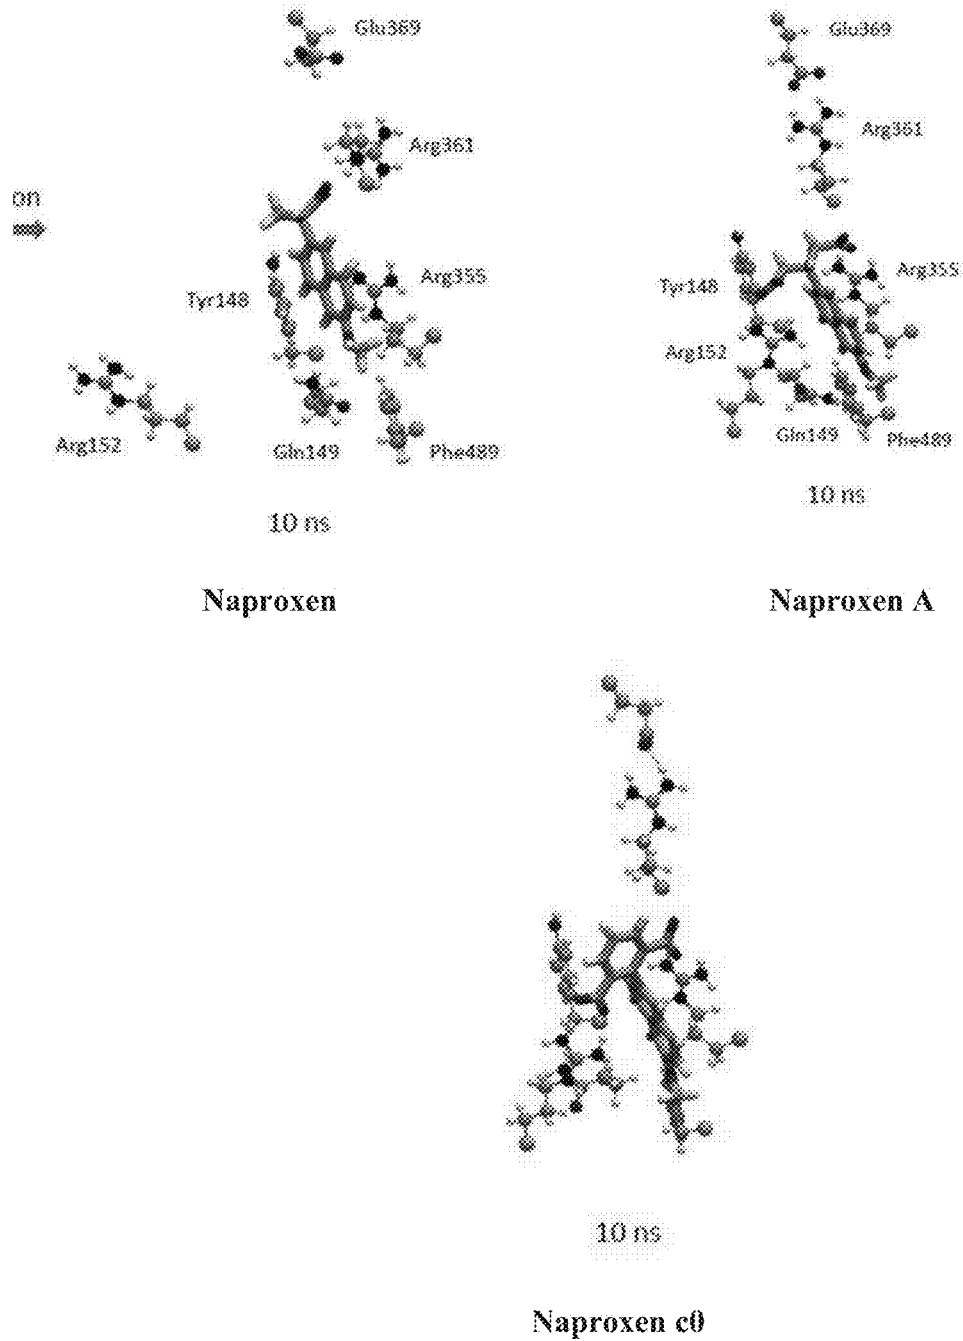 Glu369
Glu369
Arg361
Arg361
on
Arg355
Arg355
Tyr148
Tyr148
Arg152
Arg152
Gln149
Phe489
Gln149
Phe489
10 ns
10 ns
Naproxen
Naproxen A
10 ns
Naproxen c0